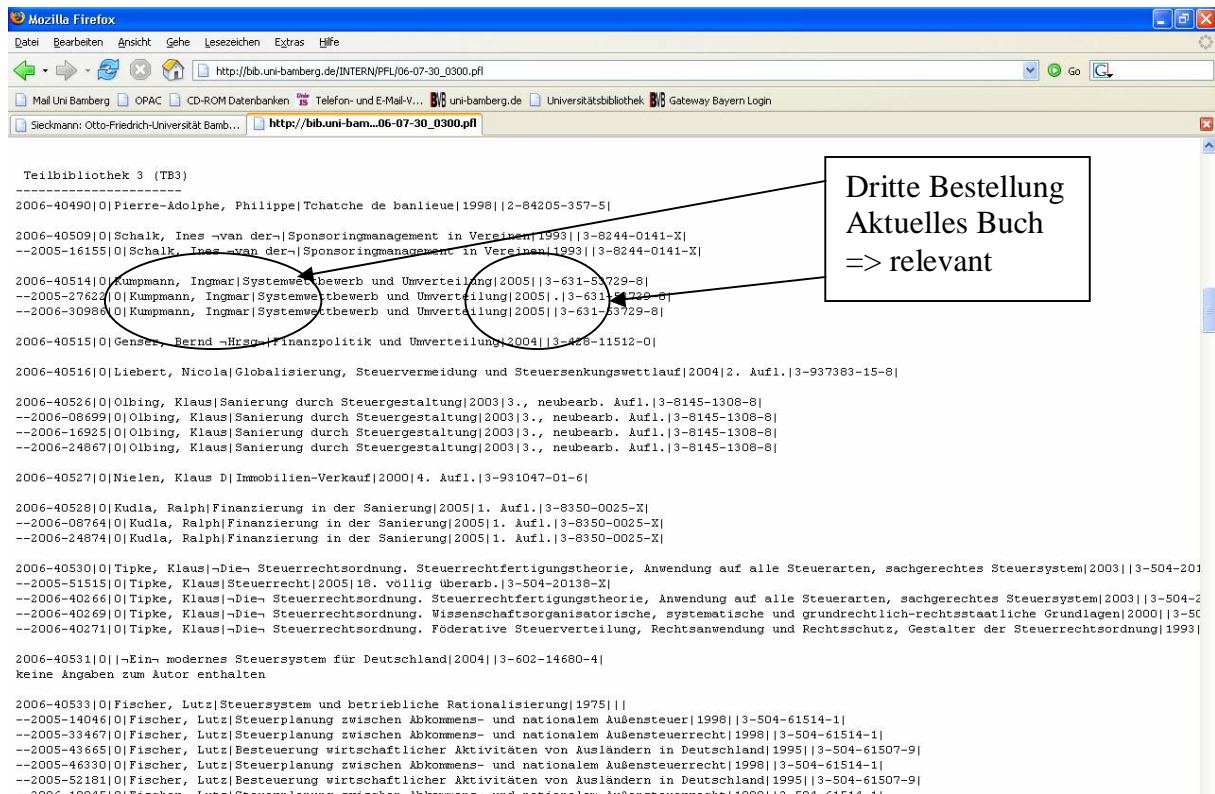 Mozilla Firefox
Datei Bearbeiten Ansicht Gehe Lesezeichen Extras Hilfe
http://bib.uni-bamberg.de/INTERN/PFL/06-07-30_0300.pfl Go
Mail Uni Bamberg OPAC CD-ROM Datenbanken Telefon- und E-Mail-V... uni-bamberg.de Universitätsbibliothek Gateway Bayern Login
Sieckmann: Otto-Friedrich-Universität Bamb... http://bib.uni-bam...06-07-30_0300.pfl
Teilbibliothek 3 (TB3)
----------------------
Dritte Bestellung
Aktuelles Buch
=> relevant
2006-40490|0|Pierre-Adolphe, Philippe|Tchatche de banlieue|1998||2-84205-357-5|
2006-40509|0|Schalk, Ines ¬van der¬|Sponsoringmanagement in Vereinen|1993||3-8244-0141-X|
--2005-16155|0|Schalk, Ines ¬van der¬|Sponsoringmanagement in Vereinen|1993||3-8244-0141-X|
2006-40514|0|Kumpmann, Ingmar|Systemwettbewerb und Umverteilung|2005||3-631-53729-8|
--2005-27622|0|Kumpmann, Ingmar|Systemwettbewerb und Umverteilung|2005|.|3-631-53729-8|
--2006-30986|0|Kumpmann, Ingmar|Systemwettbewerb und Umverteilung|2005||3-631-53729-8|
2006-40515|0|Genser, Bernd ¬Hrsg¬|Finanzpolitik und Umverteilung|2004||3-428-11512-0|
2006-40516|0|Liebert, Nicola|Globalisierung, Steuervermeidung und Steuersenkungswettlauf|2004|2. Aufl.|3-937383-15-8|
2006-40526|0|Olbing, Klaus|Sanierung durch Steuergestaltung|2003|3., neubearb. Aufl.|3-8145-1308-8|
--2006-08699|0|Olbing, Klaus|Sanierung durch Steuergestaltung|2003|3., neubearb. Aufl.|3-8145-1308-8|
--2006-16925|0|Olbing, Klaus|Sanierung durch Steuergestaltung|2003|3., neubearb. Aufl.|3-8145-1308-8|
--2006-24867|0|Olbing, Klaus|Sanierung durch Steuergestaltung|2003|3., neubearb. Aufl.|3-8145-1308-8|
2006-40527|0|Nielen, Klaus D|Immobilien-Verkauf|2000|4. Aufl.|3-931047-01-6|
2006-40528|0|Kudla, Ralph|Finanzierung in der Sanierung|2005|1. Aufl.|3-8350-0025-X|
--2006-08764|0|Kudla, Ralph|Finanzierung in der Sanierung|2005|1. Aufl.|3-8350-0025-X|
--2006-24874|0|Kudla, Ralph|Finanzierung in der Sanierung|2005|1. Aufl.|3-8350-0025-X|
2006-40530|0|Tipke, Klaus|¬Die¬ Steuerrechtsordnung. Steuerrechtfertigungstheorie, Anwendung auf alle Steuerarten, sachgerechtes Steuersystem|2003||3-504-201
--2005-51515|0|Tipke, Klaus|Steuerrecht|2005|18. völlig überarb.|3-504-20138-X|
--2006-40266|0|Tipke, Klaus|¬Die¬ Steuerrechtsordnung. Steuerrechtfertigungstheorie, Anwendung auf alle Steuerarten, sachgerechtes Steuersystem|2003||3-504-2
--2006-40269|0|Tipke, Klaus|¬Die¬ Steuerrechtsordnung. Wissenschaftsorganisatorische, systematische und grundrechtlich-rechtsstaatliche Grundlagen|2000||3-50
--2006-40271|0|Tipke, Klaus|¬Die¬ Steuerrechtsordnung. Föderative Steuerverteilung, Rechtsanwendung und Rechtsschutz, Gestalter der Steuerrechtsordnung|1993|
2006-40531|0||¬Ein¬ modernes Steuersystem für Deutschland|2004||3-602-14680-4|
keine Angaben zum Autor enthalten
2006-40533|0|Fischer, Lutz|Steuersystem und betriebliche Rationalisierung|1975|||
--2005-14046|0|Fischer, Lutz|Steuerplanung zwischen Abkommens- und nationalem Außensteuer|1998||3-504-61514-1|
--2005-33467|0|Fischer, Lutz|Steuerplanung zwischen Abkommens- und nationalem Außensteuerrecht|1998||3-504-61514-1|
--2005-43665|0|Fischer, Lutz|Besteuerung wirtschaftlicher Aktivitäten von Ausländern in Deutschland|1995||3-504-61507-9|
--2005-46330|0|Fischer, Lutz|Steuerplanung zwischen Abkommens- und nationalem Außensteuerrecht|1998||3-504-61514-1|
--2005-52181|0|Fischer, Lutz|Besteuerung wirtschaftlicher Aktivitäten von Ausländern in Deutschland|1995||3-504-61507-9|